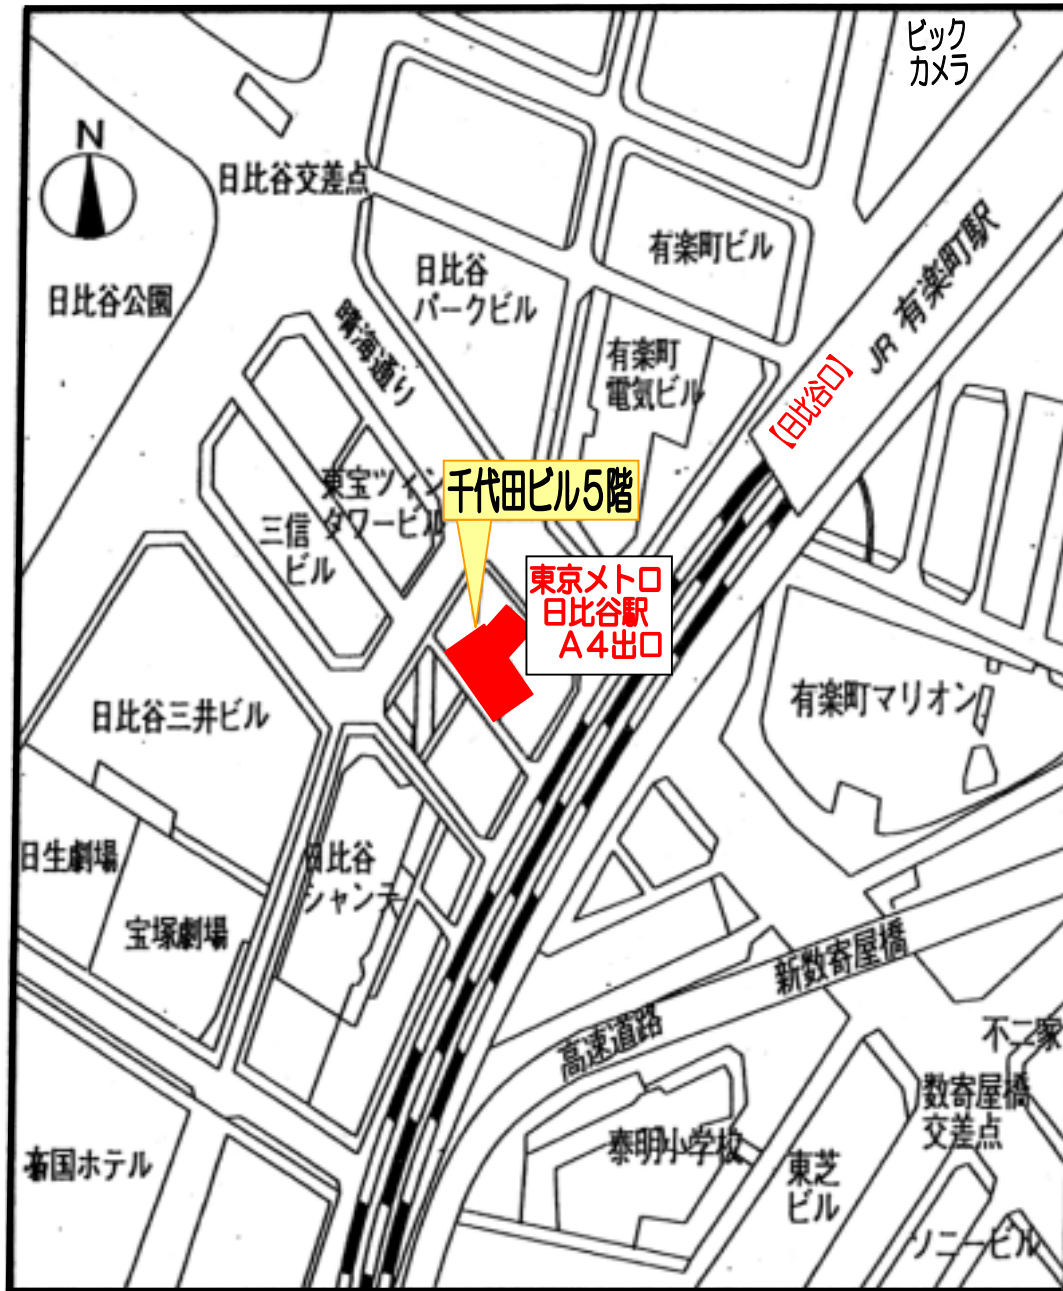 ビック
カメラ
N
日比谷交差点
有楽町ビル
JR 有楽町駅
日比谷
パークビル
日比谷公園
晴海通り
有楽町
電気ビル
【日比谷口】
東宝ツィン
タワービル
千代田ビル5階
三信
ビル
東京メトロ
日比谷駅
A4出口
日比谷三井ビル
有楽町マリオン
日生劇場
日比谷
シャンテ
宝塚劇場
新数寄屋橋
高速道路
不二家
数寄屋橋
交差点
帝国ホテル
泰明小学校
東芝
ビル
ソニービル